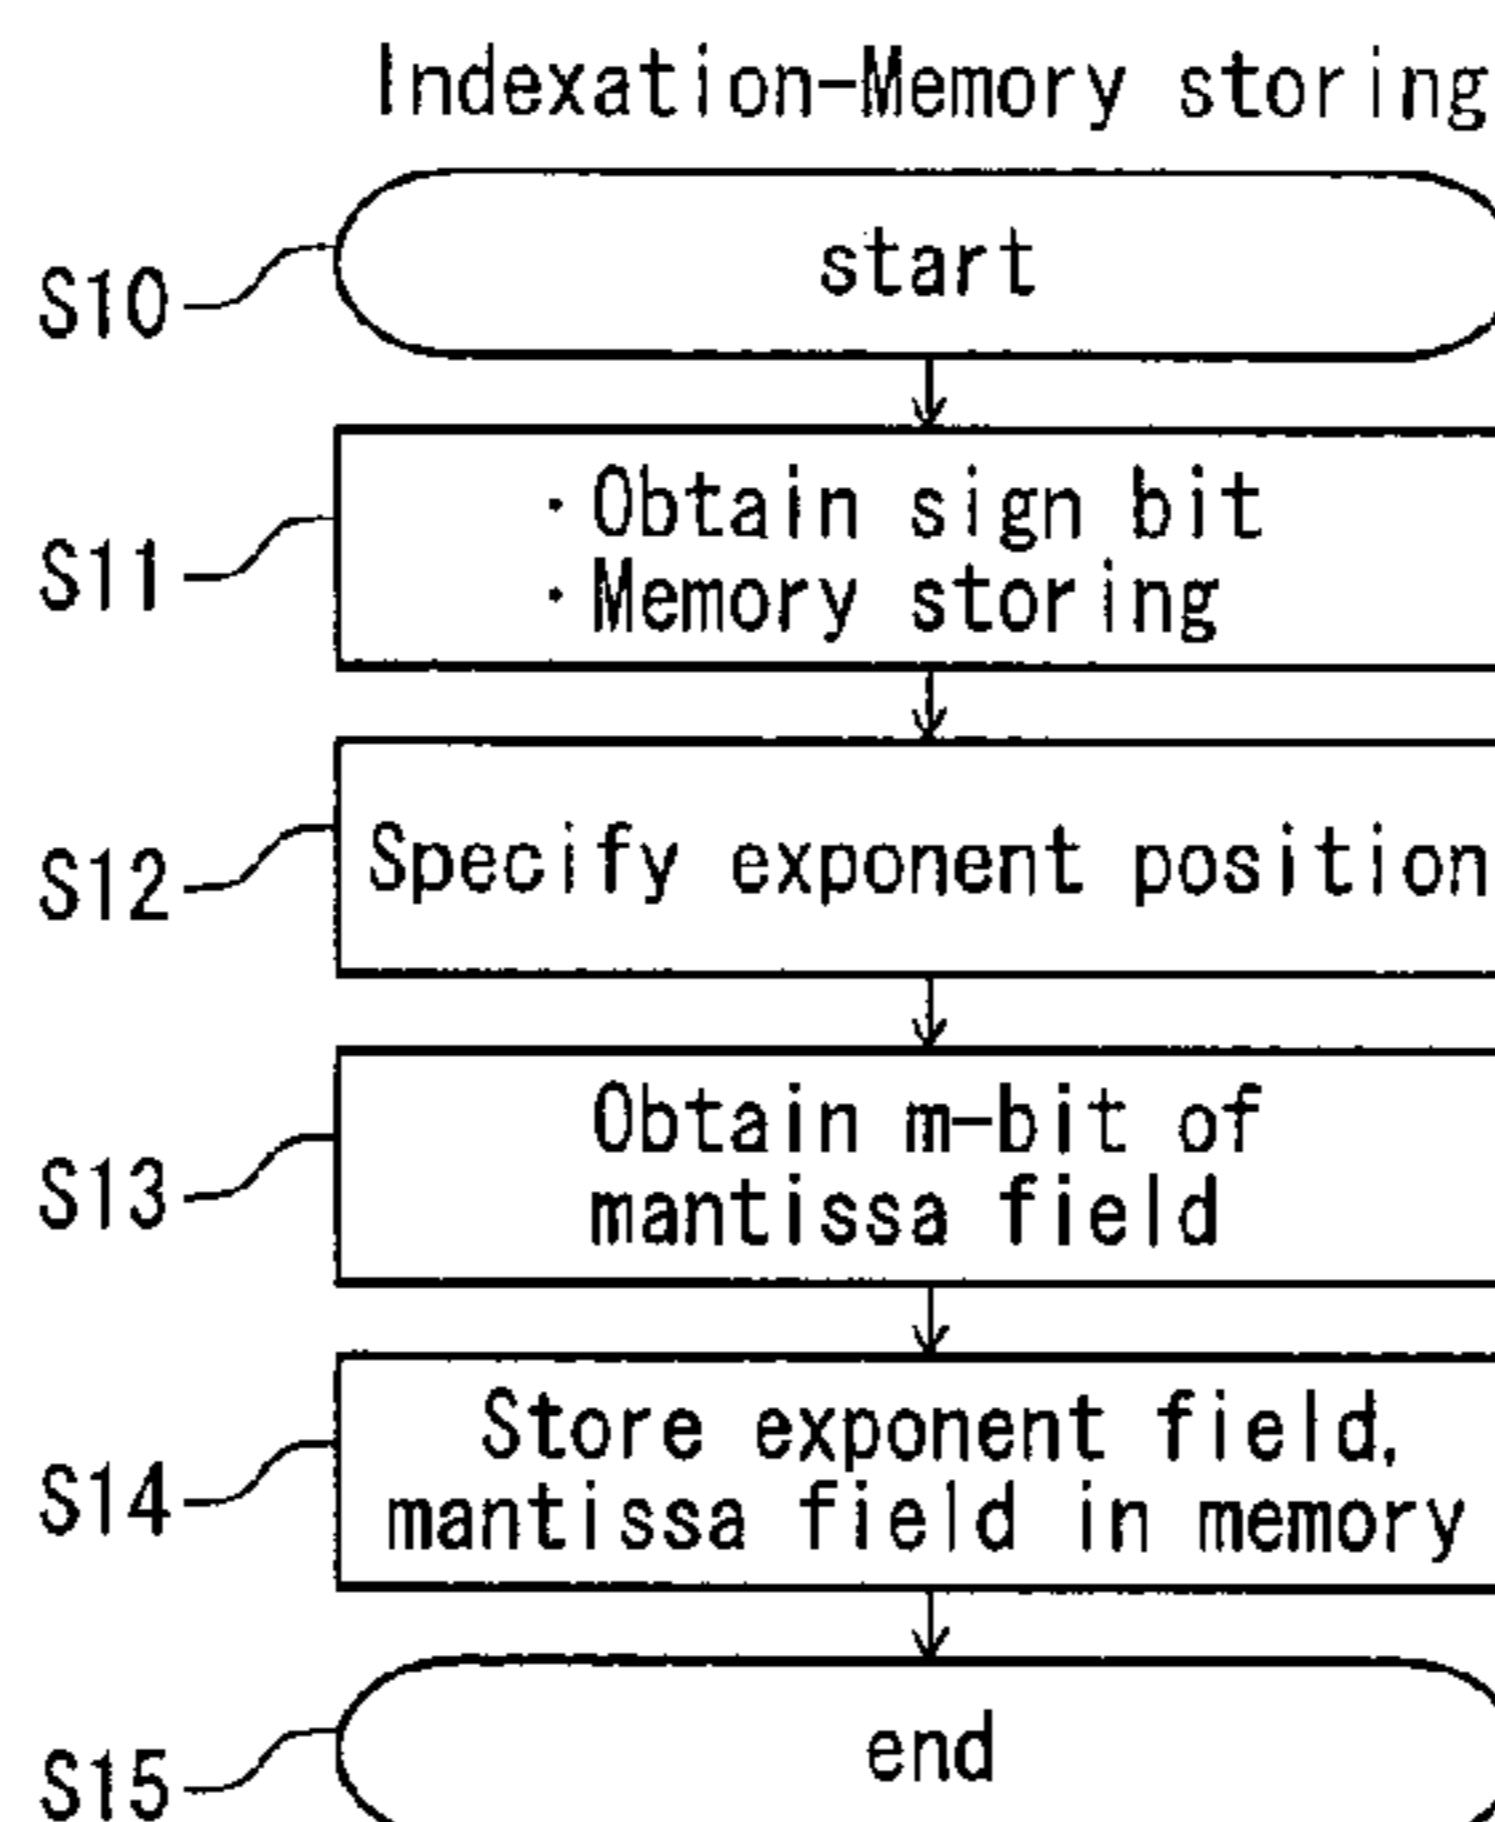 Indexation-Memory storing
start
S10
・Obtain sign bit
S11
・Memory storing
Specify exponent position
S12
Obtain m-bit of
S13
mantissa field
Store exponent field,
S14
mantissa field in memory
end
S15